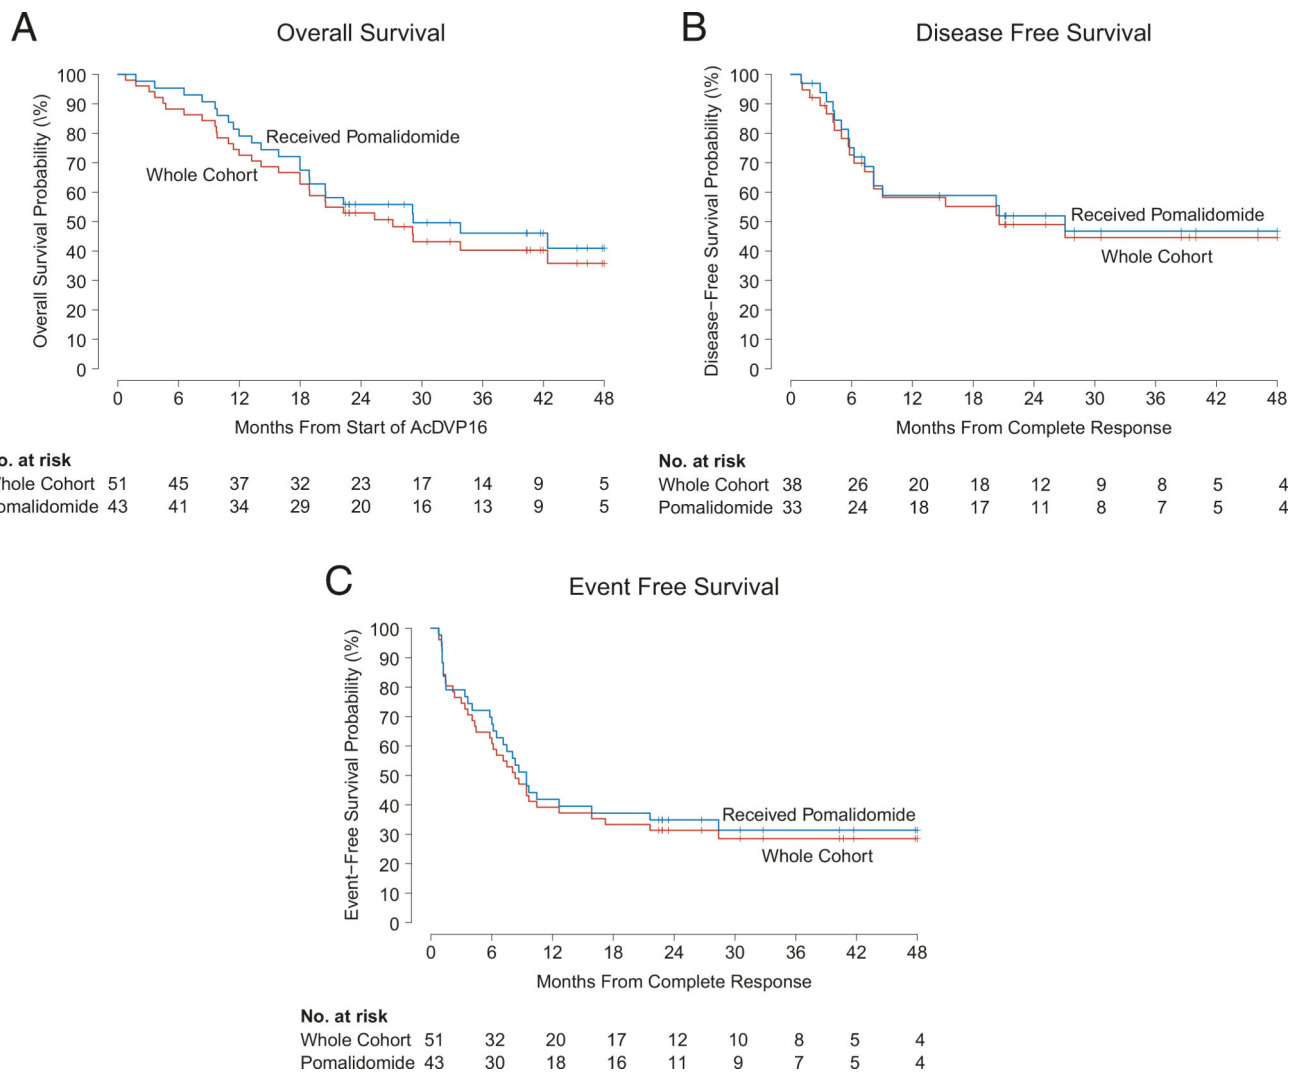 A
Overall Survival
Overall Survival Probability (\%)
100
90
80
70
60
50
40
30
20
10
0
Received Pomalidomide
Whole Cohort
0 6 12 18 24 30 36 42 48
Months From Start of AcDVP16
o. at risk
hole Cohort 51 45 37 32 23 17 14 9 5
omalidomide 43 41 34 29 20 16 13 9 5
B
Disease Free Survival
Disease-Free Survival Probability (\%)
100
90
80
70
60
50
40
30
20
10
0
Received Pomalidomide
Whole Cohort
0 6 12 18 24 30 36 42 48
Months From Complete Response
No. at risk
Whole Cohort 38 26 20 18 12 9 8 5 4
Pomalidomide 33 24 18 17 11 8 7 5 4
C
Event Free Survival
Event-Free Survival Probability (\%)
100
90
80
70
60
50
40
30
20
10
0
Received Pomalidomide
Whole Cohort
0 6 12 18 24 30 36 42 48
Months From Complete Response
No. at risk
Whole Cohort 51 32 20 17 12 10 8 5 4
Pomalidomide 43 30 18 16 11 9 7 5 4